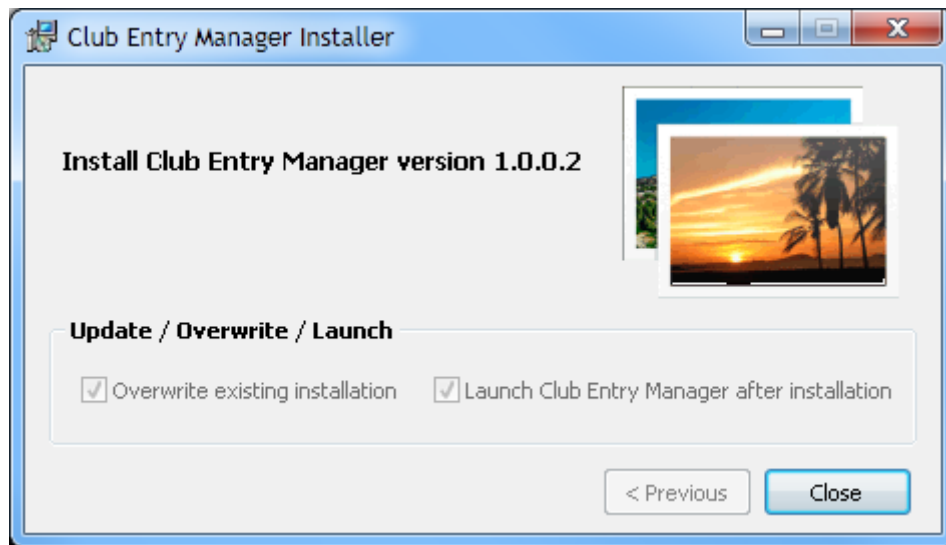 Club Entry Manager Installer
Install Club Entry Manager version 1.0.0.2
Update / Overwrite / Launch
Overwrite existing installation Launch Club Entry Manager after installation
< Previous Close